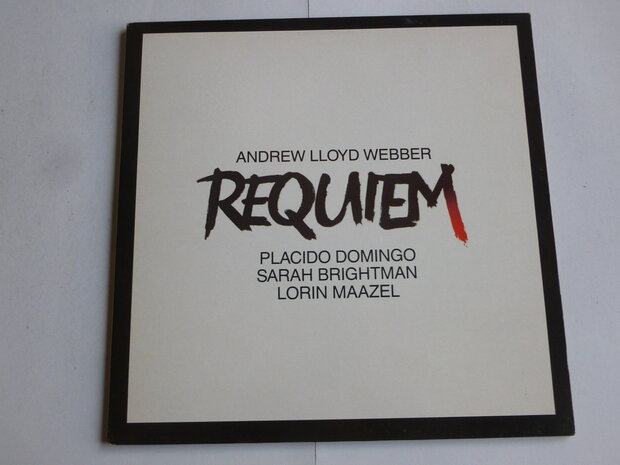 ANDREW LLOYD WEBBER
REQUIEM
PLACIDO DOMINGO
SARAH BRIGHTMAN
LORIN MAAZEL